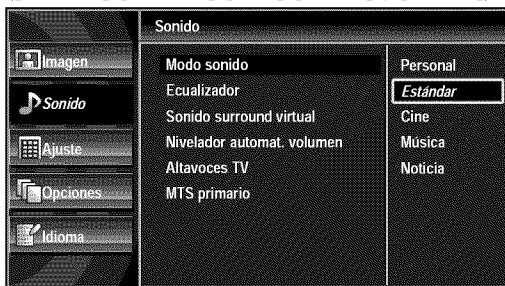 Sonido
Imagen
Sonido
Ajuste
Opciones
Idioma
Modo sonido
Ecualizador
Sonido surround virtual
Nivelador automat. volumen
Altavoces TV
MTS primario
Personal
Estándar
Cine
Música
Noticia